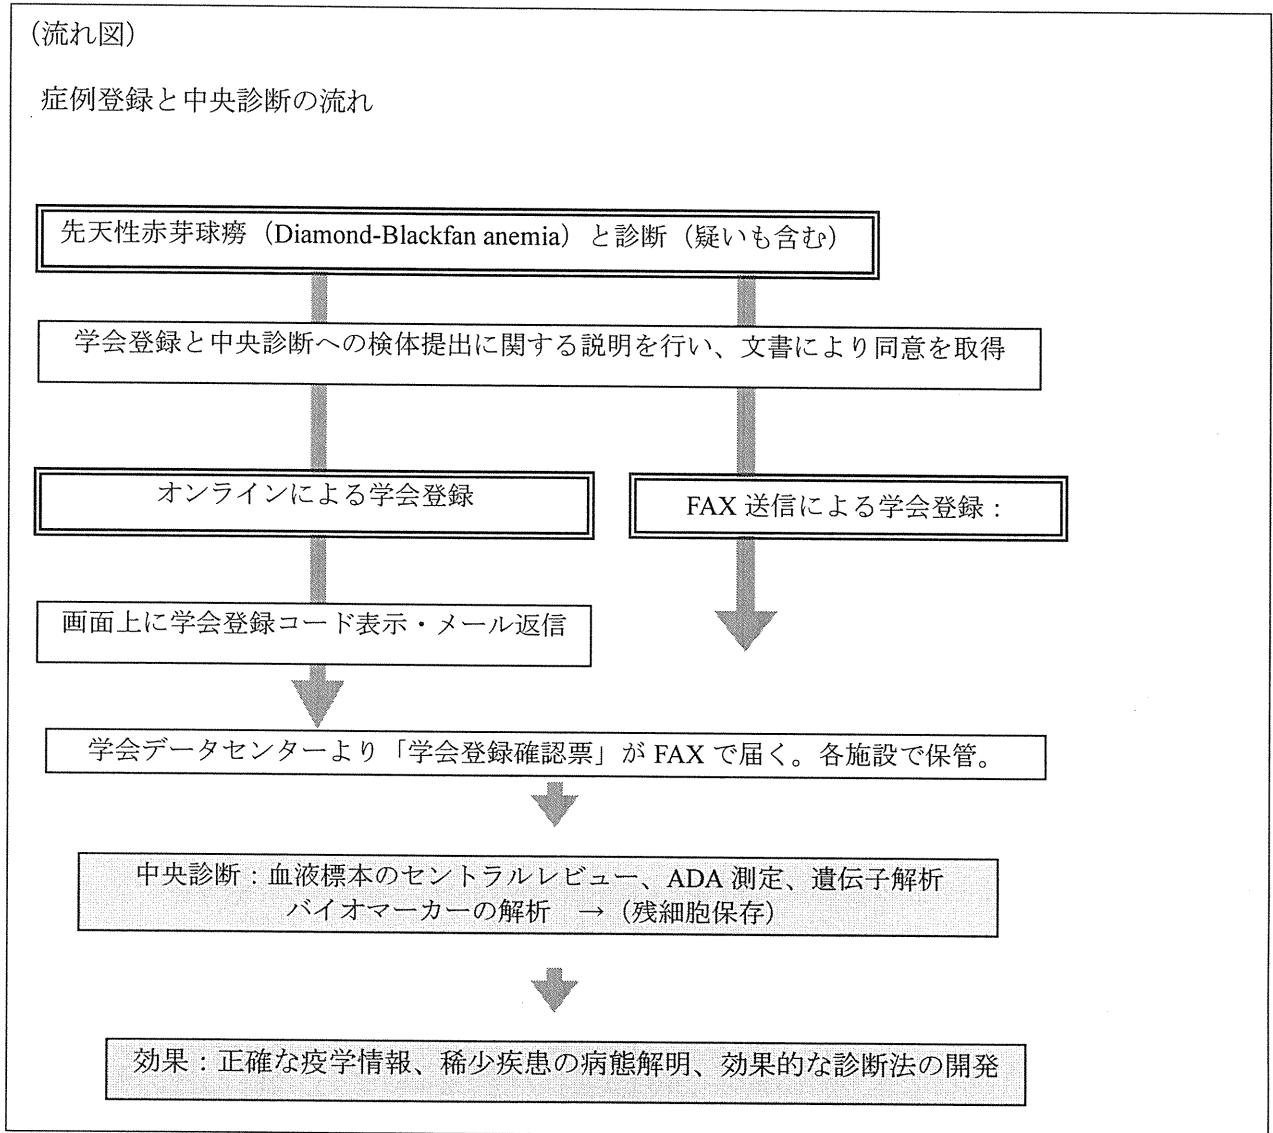 （流れ図）
症例登録と中央診断の流れ
先天性赤芽球癆（Diamond-Blackfan anemia）と診断（疑いも含む）
学会登録と中央診断への検体提出に関する説明を行い、文書により同意を取得
オンラインによる学会登録
FAX 送信による学会登録：
画面上に学会登録コード表示・メール返信
学会データセンターより「学会登録確認票」が FAX で届く。各施設で保管。
中央診断：血液標本のセントラルレビュー、ADA 測定、遺伝子解析
バイオマーカーの解析　→（残細胞保存）
効果：正確な疫学情報、稀少疾患の病態解明、効果的な診断法の開発